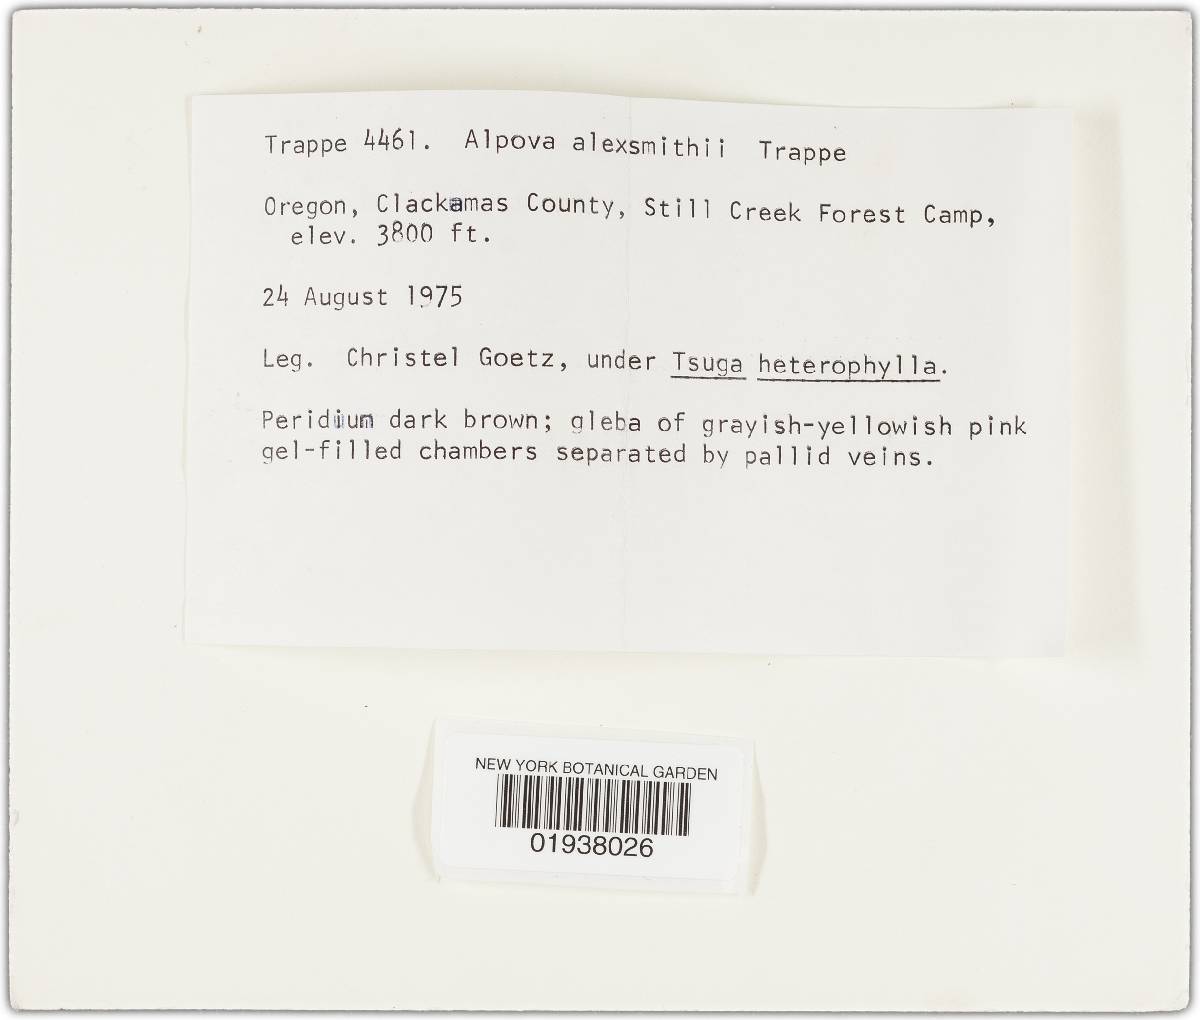 Trappe 4461. Alpova alexsmithii Trappe
Oregon, Clackamas County, Still Creek Forest Camp,
elev. 3800 ft.
24 August 1975
Leg. Christel Goetz, under Tsuga heterophylla.
Peridium dark brown; gleba of grayish-yellowish pink
gel-filled chambers separated by pallid veins.
NEW YORK BOTANICAL GARDEN
01938026